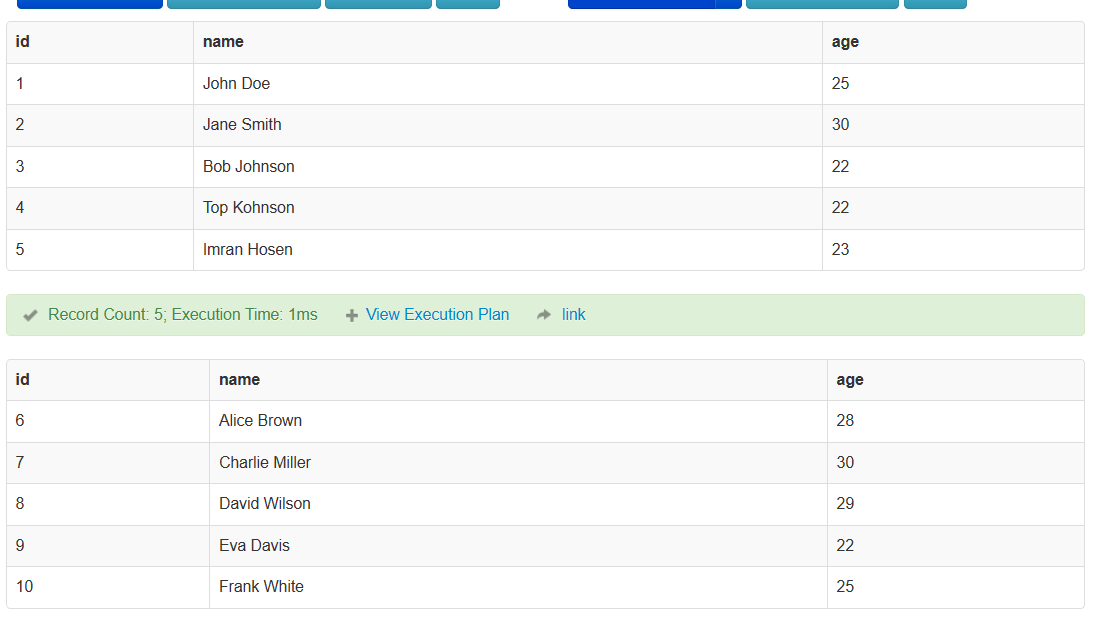 id name age
1 John Doe 25
2 Jane Smith 30
3 Bob Johnson 22
4 Top Kohnson 22
5 Imran Hosen 23
Record Count: 5; Execution Time: 1ms View Execution Plan link
id name age
6 Alice Brown 28
7 Charlie Miller 30
8 David Wilson 29
9 Eva Davis 22
10 Frank White 25